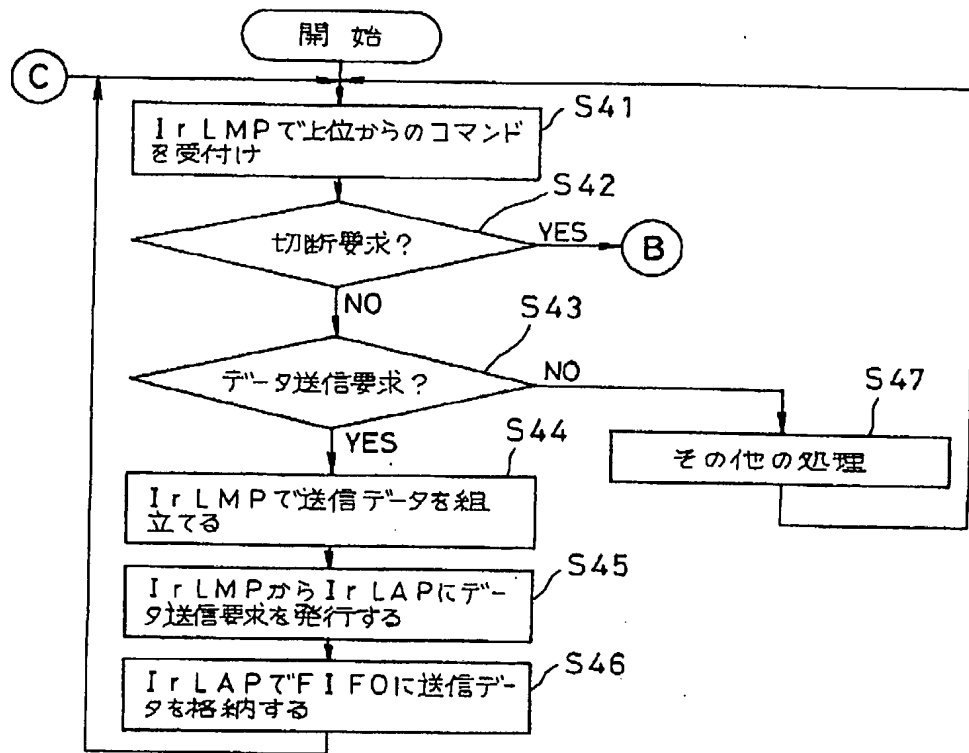 開始
C
S41
IrLMPで上位からのコマンド
を受付け
S42
切断要求?
YES
B
NO
S43
データ送信要求?
NO
S47
YES
S44
その他の処理
IrLMPで送信データを組
立てる
S45
IrLMPからIrLAPにデー
タ送信要求を発行する
S46
IrLAPでFIFOに送信デー
タを格納する